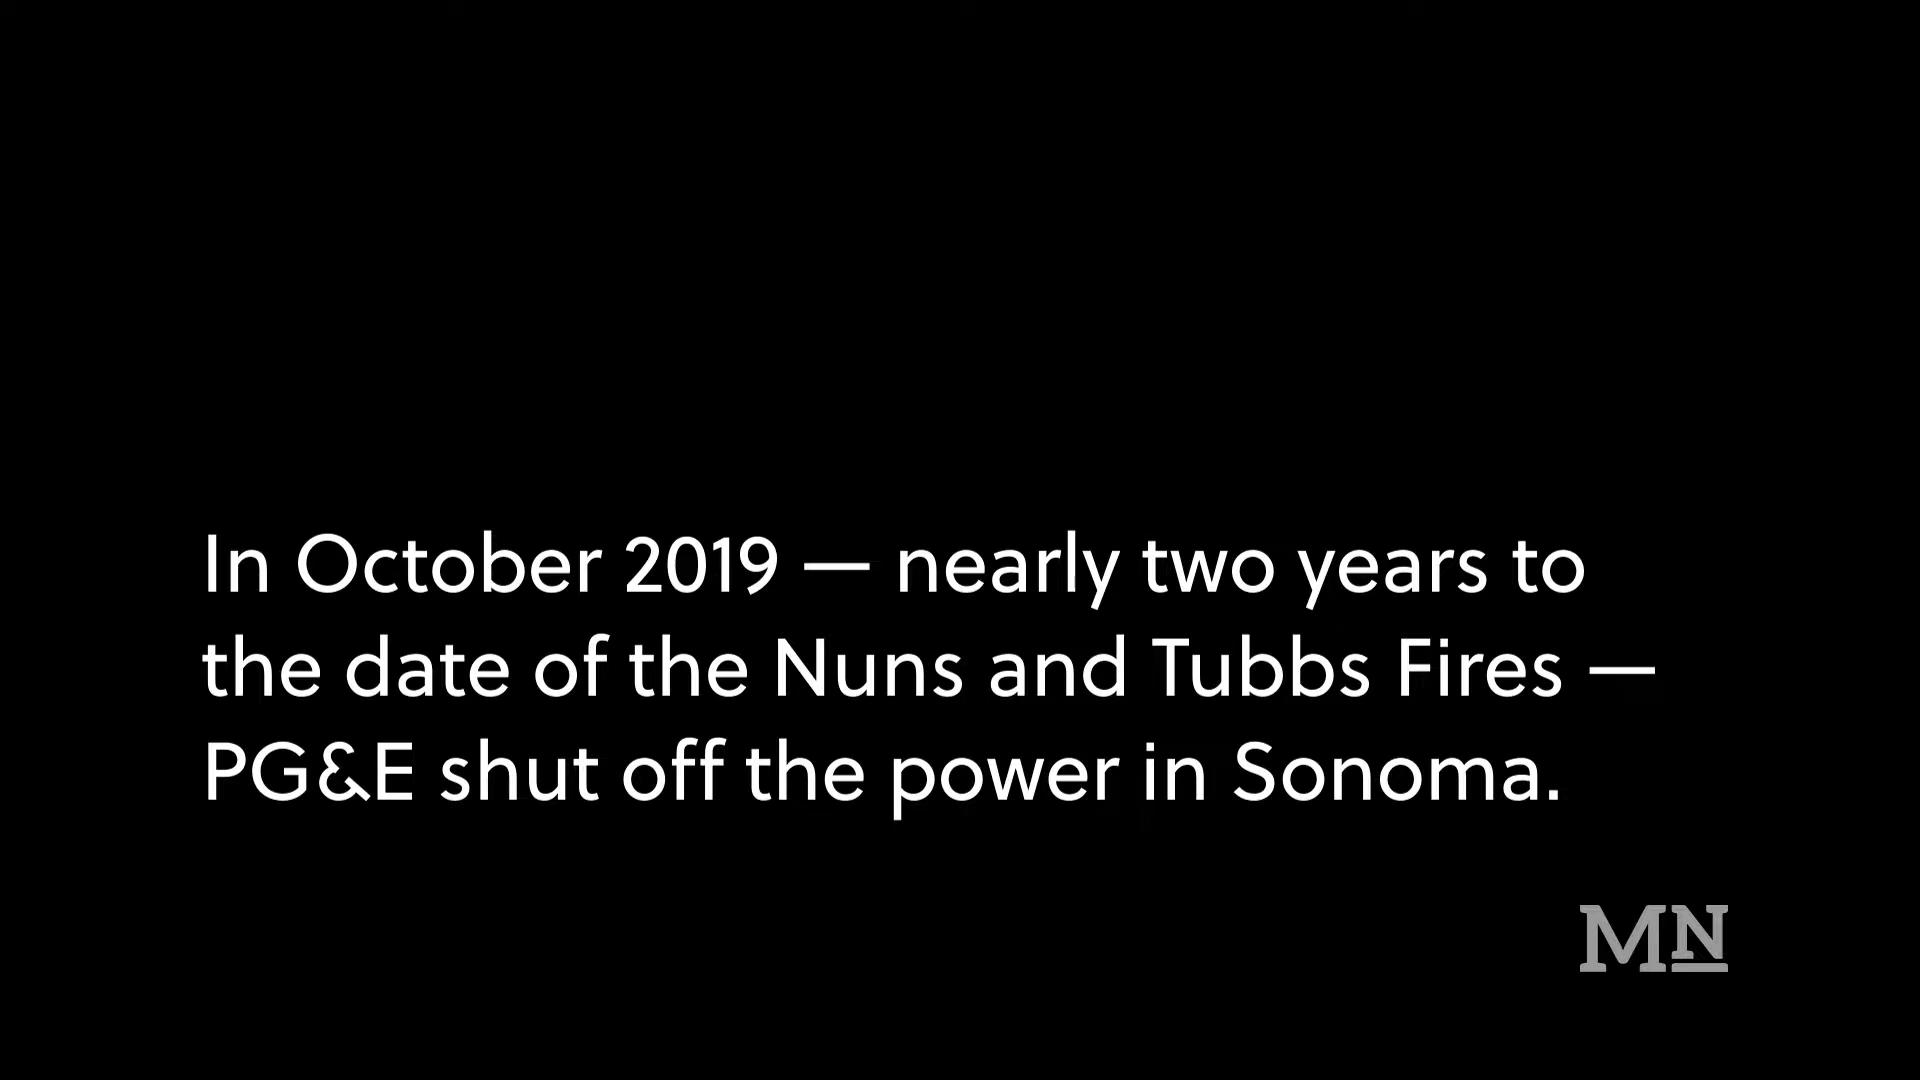 In October 2019 — nearly two years to
the date of the Nuns and Tubbs Fires —
PG&E shut off the power in Sonoma.
MN